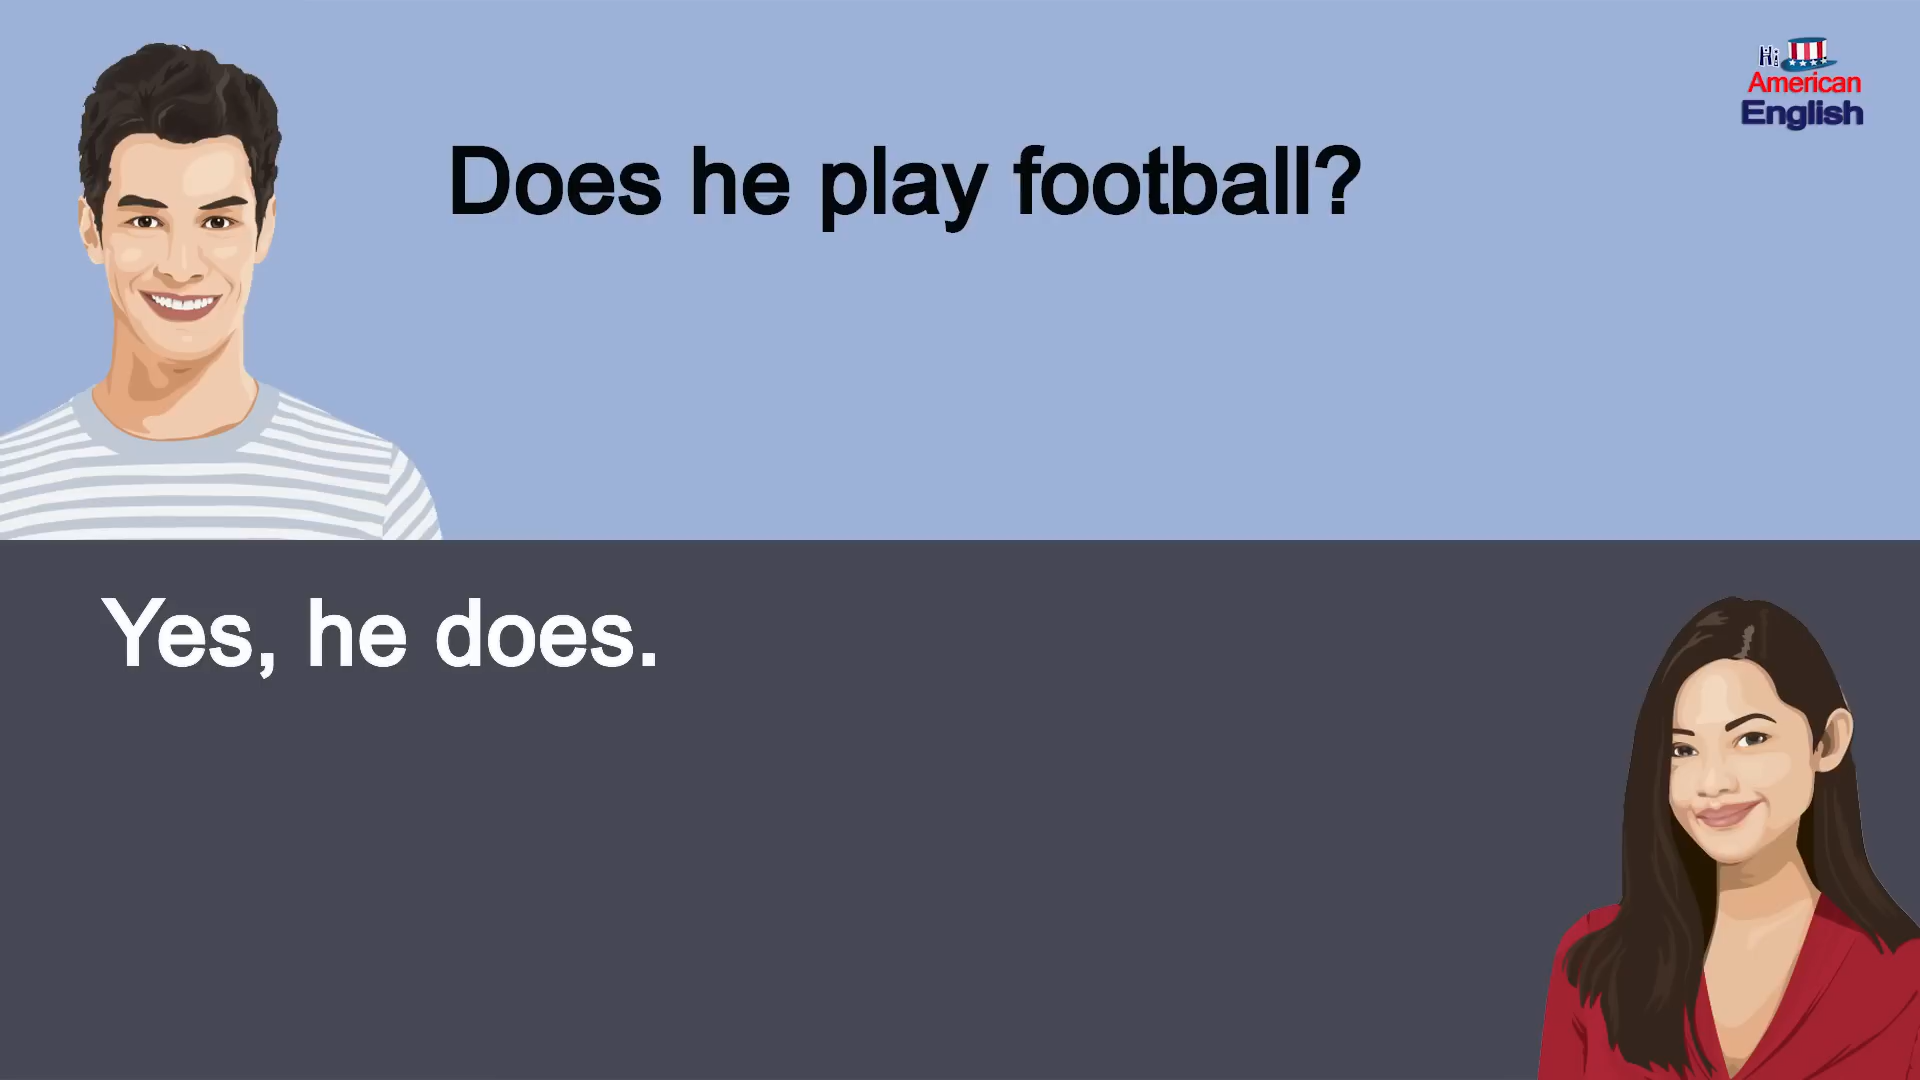 Hi
American
English
Does he play football?
Yes, he does.